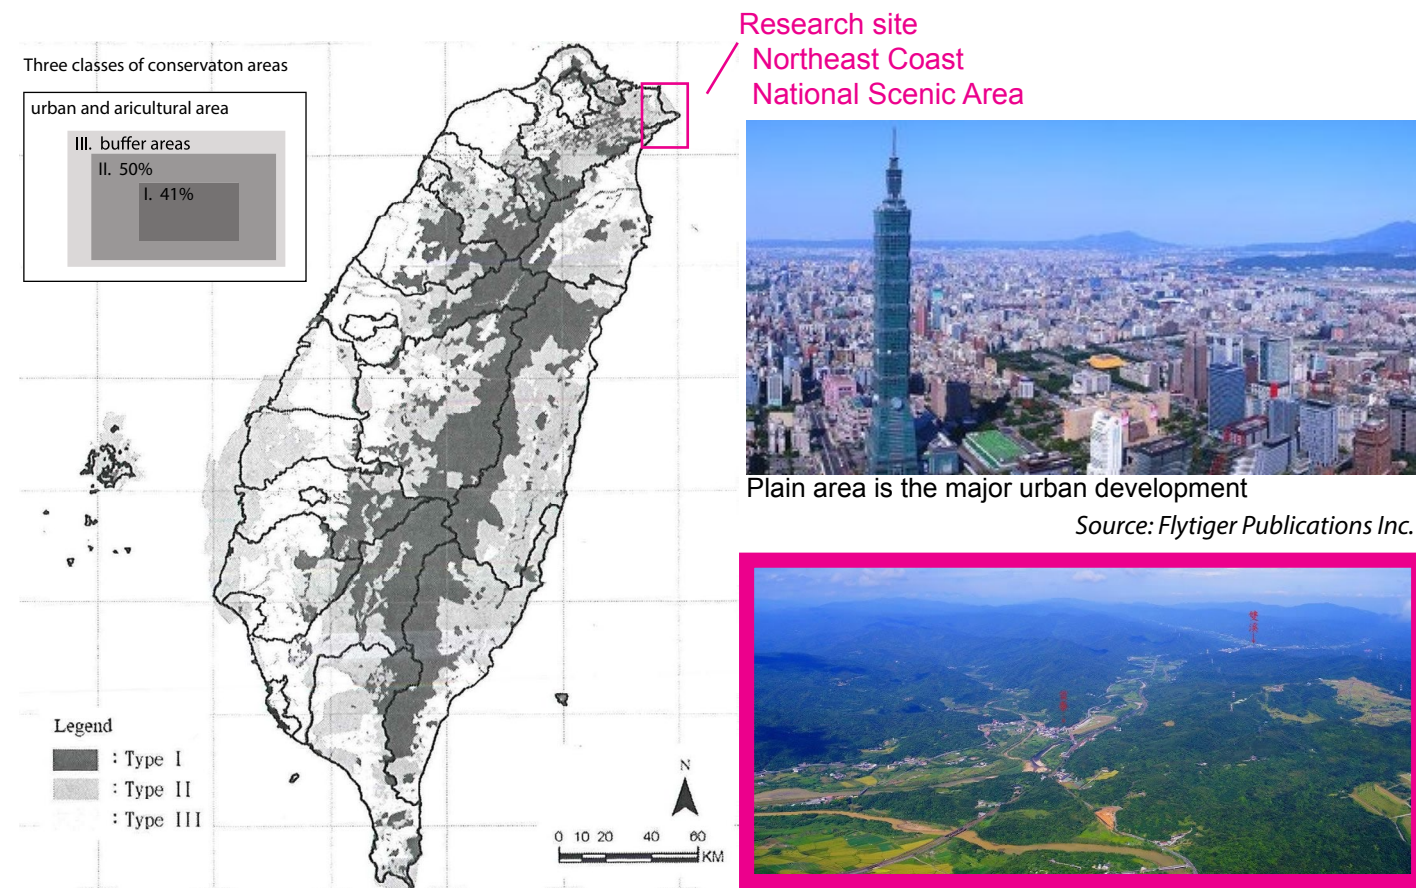 Research site
Northeast Coast
National Scenic Area
Three classes of conservaton areas
urban and aricultural area
III. buffer areas
II. 50%
I. 41%
Legend
: Type I
: Type II
: Type III
N
0 10 20 40 60
KM
Plain area is the major urban development
Source: Flytiger Publications Inc.
雙溪